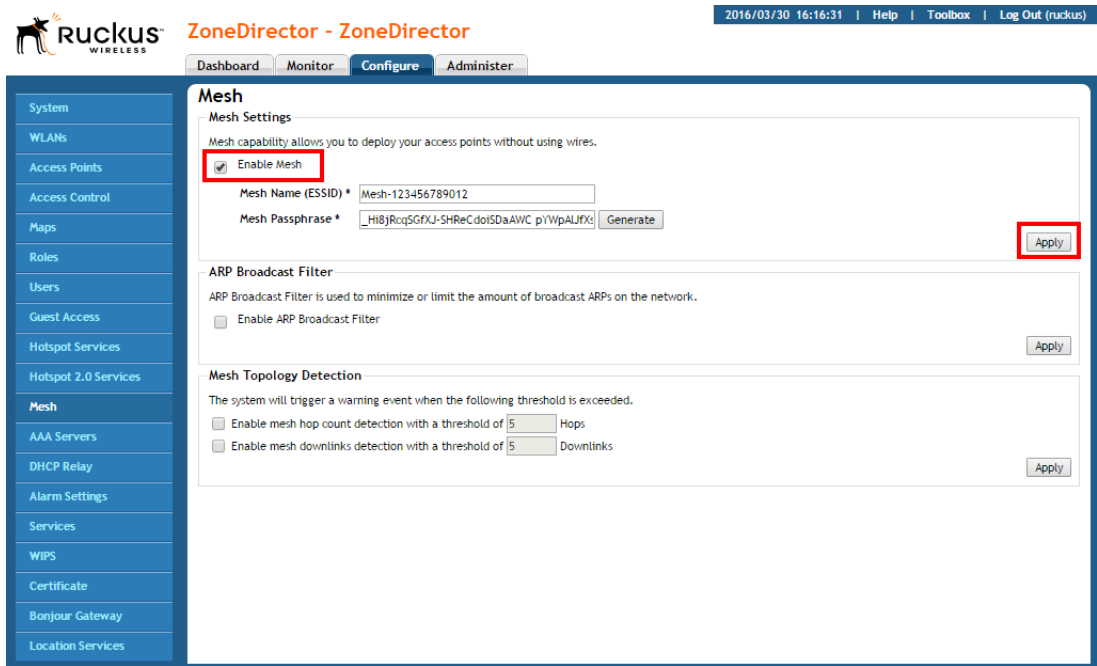 2016/03/30 16:16:31 | Help | Toolbox | Log Out (ruckus)
RUCKUS
WIRELESS
ZoneDirector - ZoneDirector
Dashboard Monitor Configure Administer
System
WLANs
Access Points
Access Control
Maps
Roles
Users
Guest Access
Hotspot Services
Hotspot 2.0 Services
Mesh
AAA Servers
DHCP Relay
Alarm Settings
Services
WIPS
Certificate
Bonjour Gateway
Location Services
Mesh
Mesh Settings
Mesh capability allows you to deploy your access points without using wires.
Enable Mesh
Mesh Name (ESSID) * Mesh-123456789012
Mesh Passphrase * Generate
Apply
ARP Broadcast Filter
ARP Broadcast Filter is used to minimize or limit the amount of broadcast ARPs on the network.
Enable ARP Broadcast Filter
Apply
Mesh Topology Detection
The system will trigger a warning event when the following threshold is exceeded.
Enable mesh hop count detection with a threshold of 5 Hops
Enable mesh downlinks detection with a threshold of 5 Downlinks
Apply